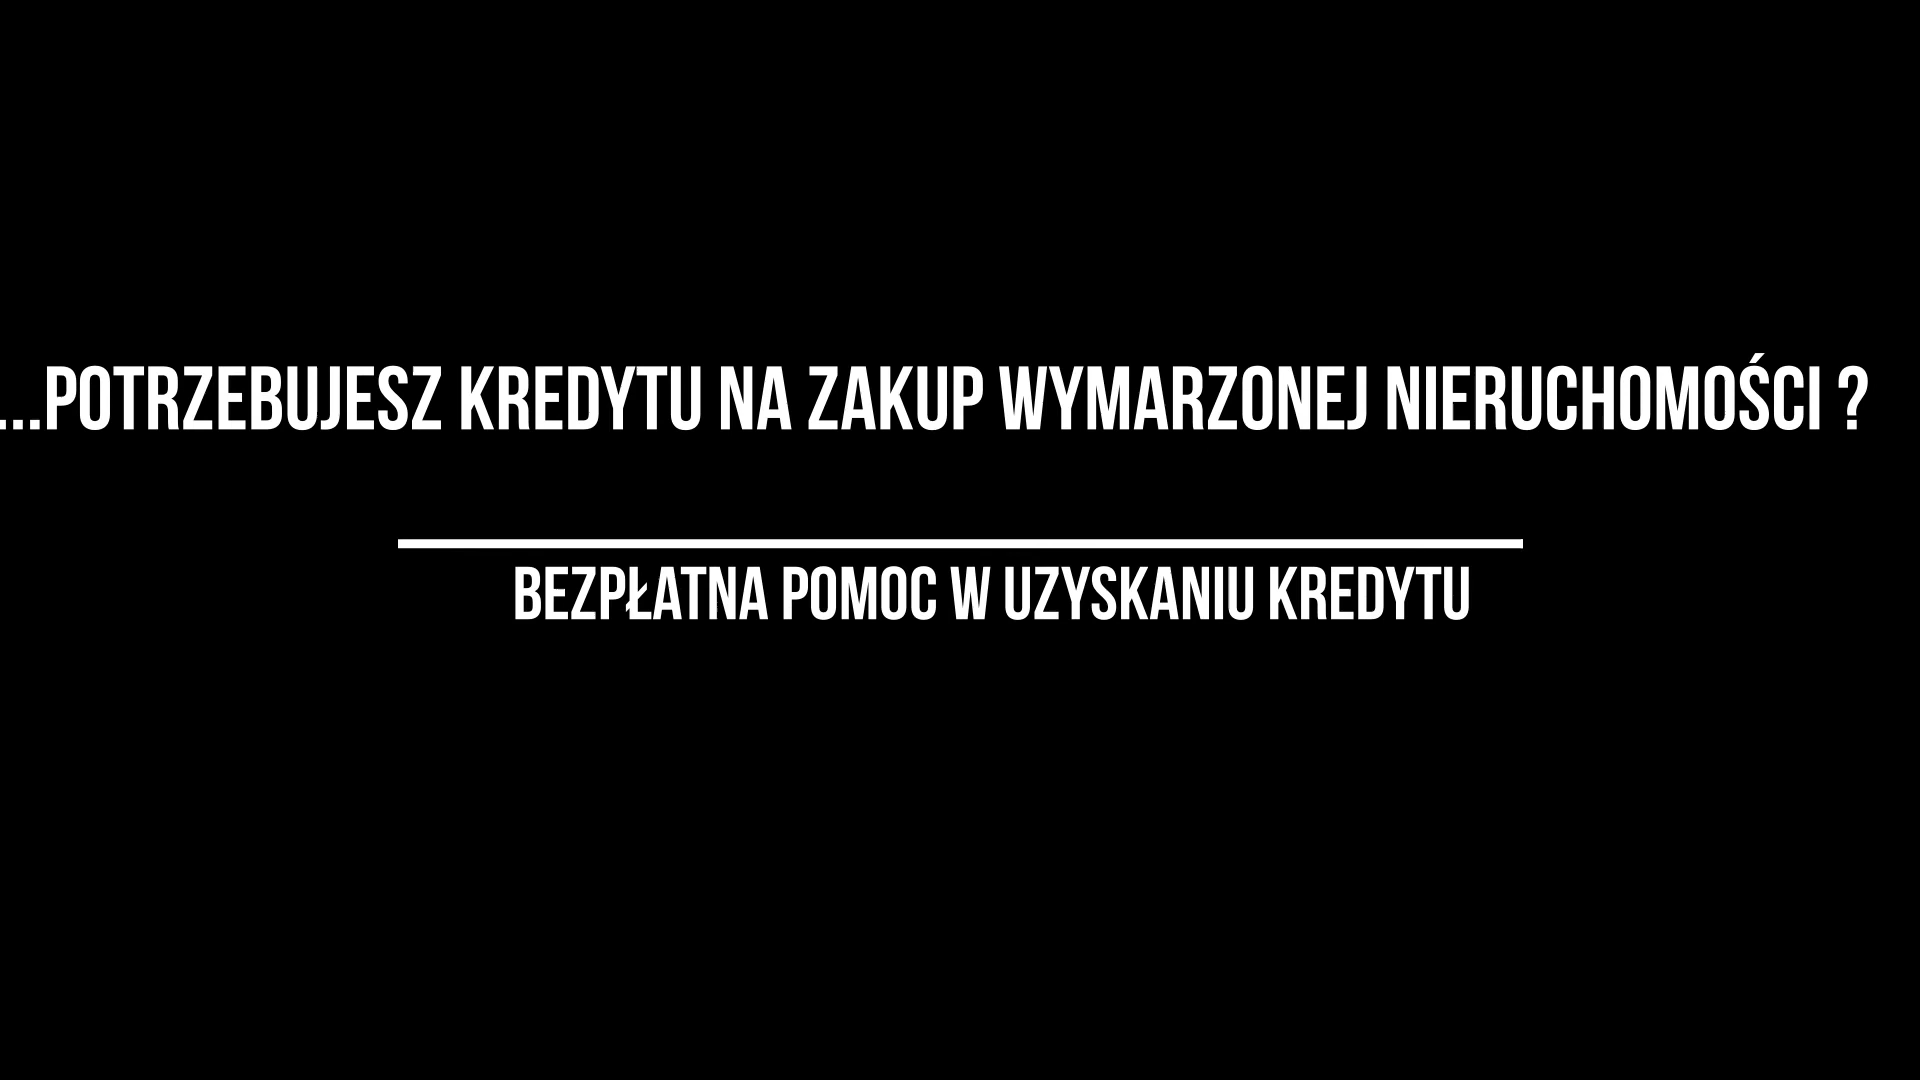 ...POTRZEBUJESZ KREDYTU NA ZAKUP WYMARZONEJ NIERUCHOMOŚCI ?
BEZPŁATNA POMOC W UZYSKANIU KREDYTU